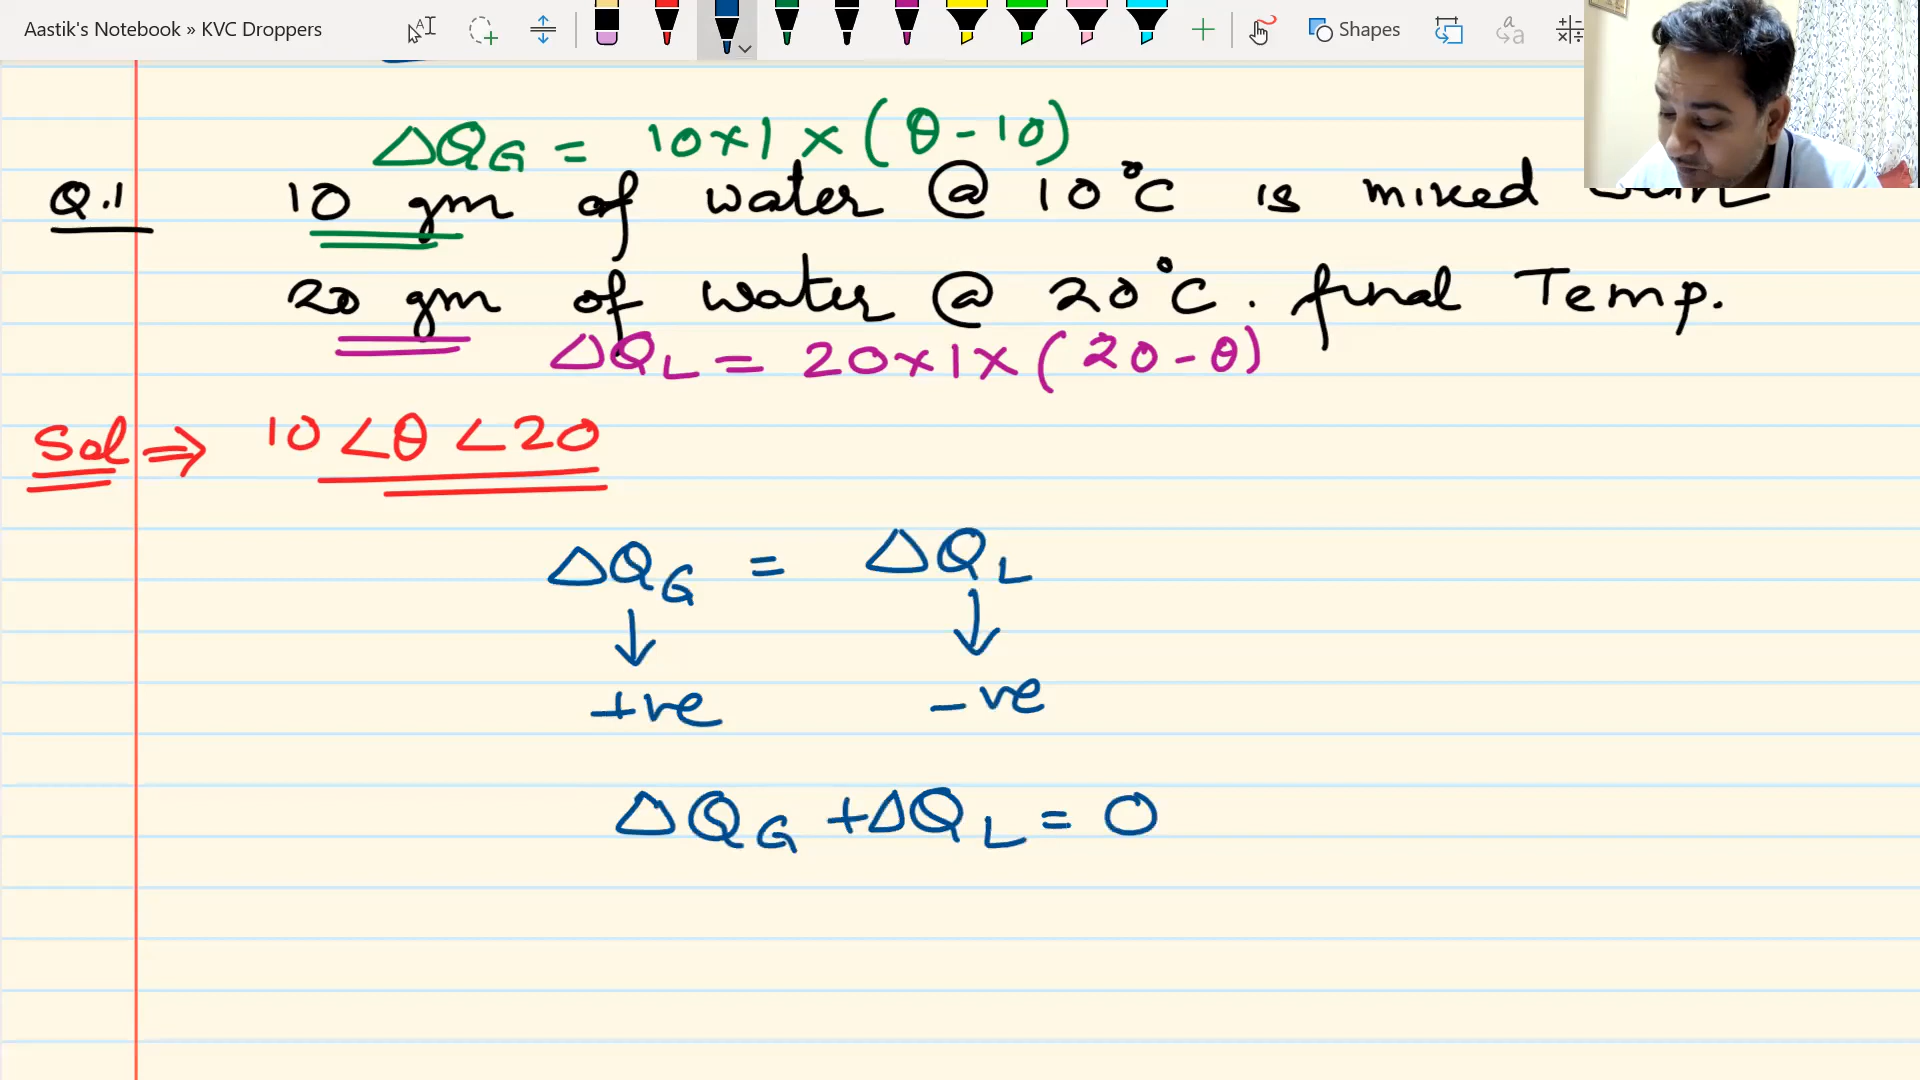 Aastik's Notebook » KVC Droppers
Shapes
ΔQG = 10×1×(θ-10)
Q.1 10 gm of water @ 10°C is mixed
20 gm of water @ 20°C. final Temp.
ΔQL = 20×1×(20-θ)
Sol ⇒ 10 < θ < 20
ΔQG = ΔQL
↓ ↓
+ve -ve
ΔQG + ΔQL = 0